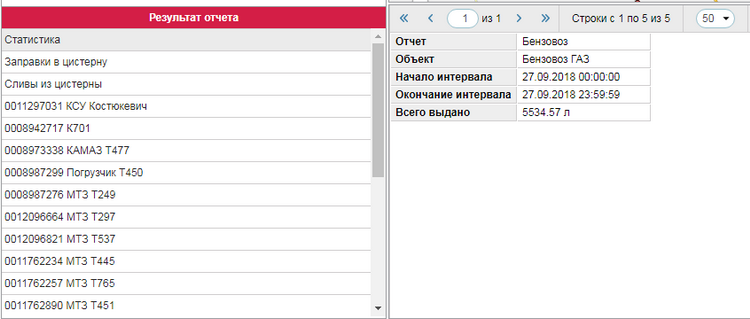 Результат отчета
Статистика
Заправки в цистерну
Сливы из цистерны
0011297031 КСУ Костюкевич
0008942717 К701
0008973338 КАМАЗ Т477
0008987299 Погрузчик Т450
0008987276 МТЗ Т249
0012096664 МТЗ Т297
0012096821 МТЗ Т537
0011762234 МТЗ Т445
0011762257 МТЗ Т765
0011762890 МТЗ Т451
1 из 1 Строки с 1 по 5 из 5 50
Отчет Бензовоз
Объект Бензовоз ГАЗ
Начало интервала 27.09.2018 00:00:00
Окончание интервала 27.09.2018 23:59:59
Всего выдано 5534.57 л